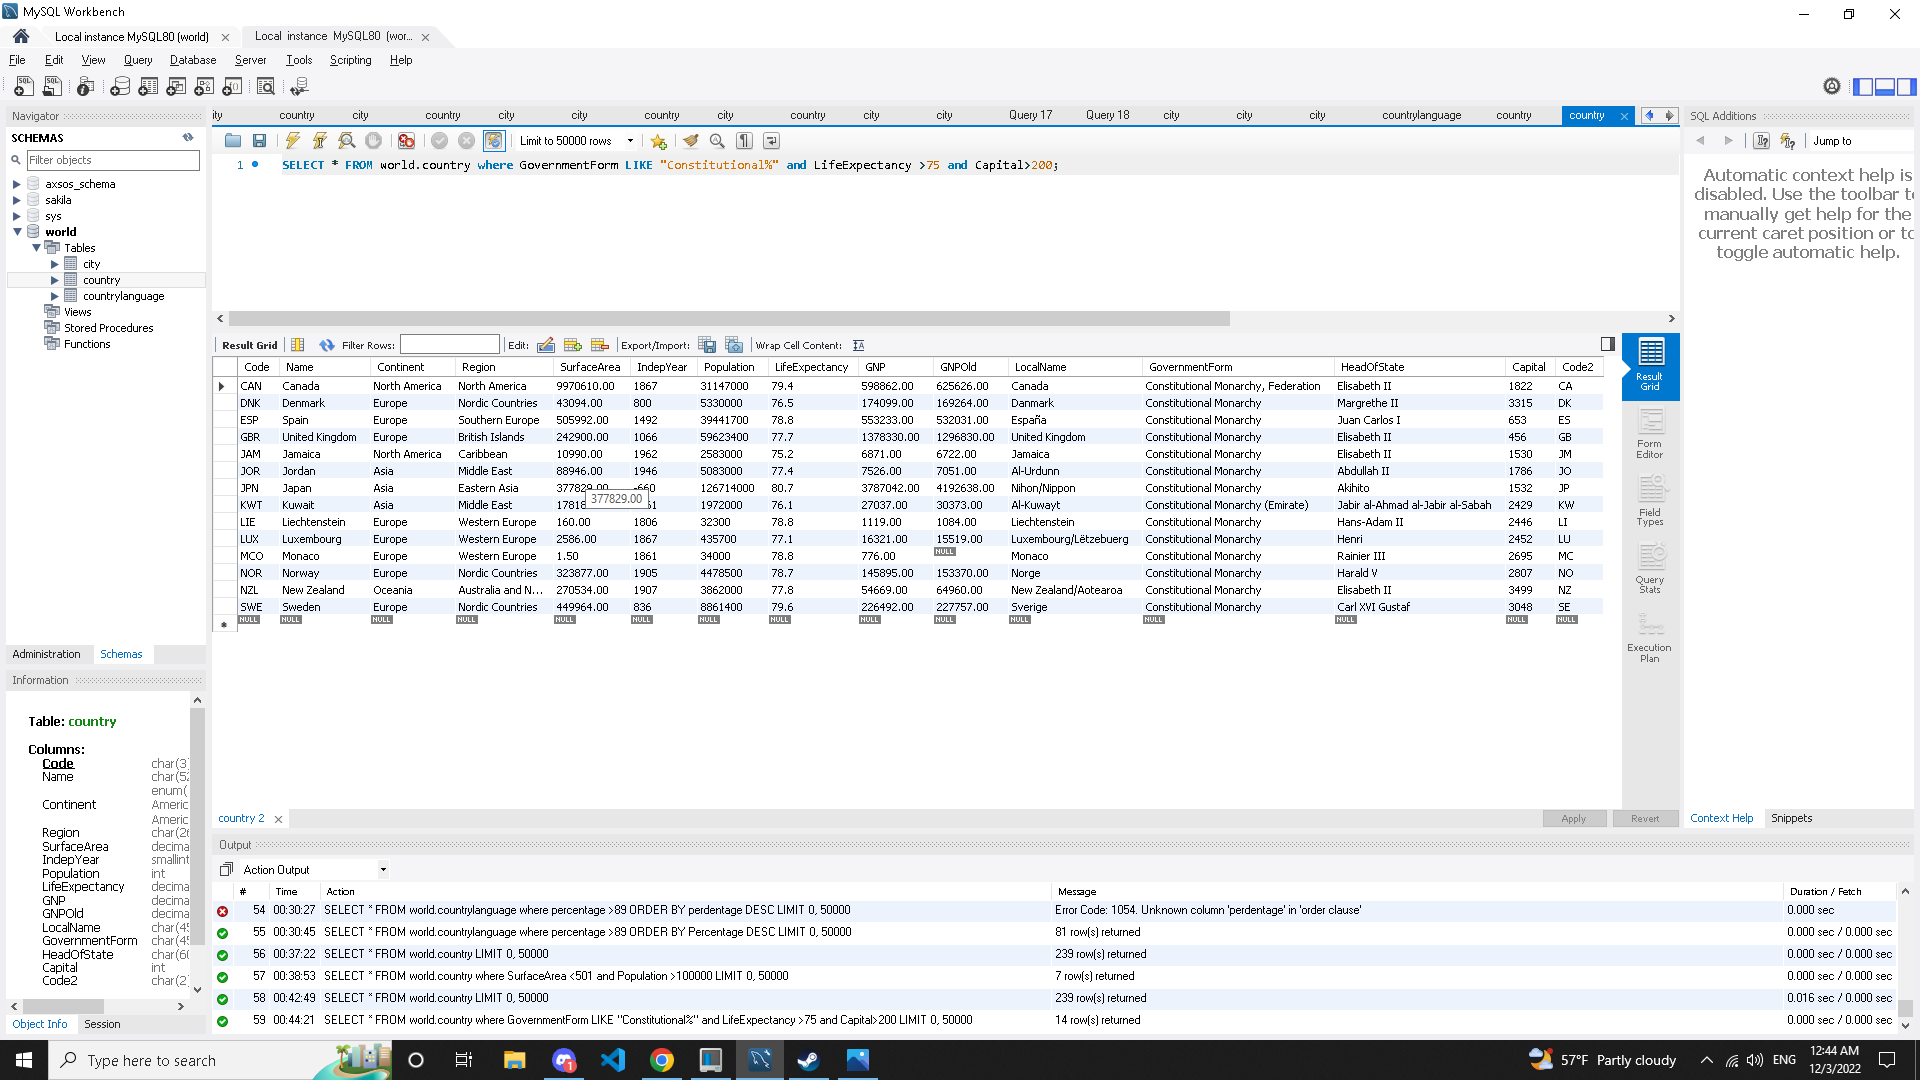 MySQL Workbench
Local instance MySQL80 (world)
Local instance MySQL80 (wor...
File Edit View Query Database Server Tools Scripting Help
Navigator
SCHEMAS
Filter objects
axsos_schema
sakila
sys
world
Tables
city
country
countrylanguage
Views
Stored Procedures
Functions
Administration Schemas
Information
Table: country
Columns:
Code char(3)
Name char(52
enum(
Continent Americ
Americ
Region char(26
SurfaceArea decima
IndepYear smallint
Population int
LifeExpectancy decima
GNP decima
GNPOld decima
LocalName char(45
GovernmentForm char(45
HeadOfState char(60
Capital int
Code2 char(2)
Object Info Session
ity country city country city country city country city city Query 17 Query 18 city city city countrylanguage country country
Limit to 50000 rows
1 SELECT * FROM world.country where GovernmentForm LIKE "Constitutional%" and LifeExpectancy >75 and Capital>200;
Result Grid Filter Rows: Edit: Export/Import: Wrap Cell Content:
Code Name Continent Region SurfaceArea IndepYear Population LifeExpectancy GNP GNPOld LocalName GovernmentForm HeadOfState Capital Code2
CAN Canada North America North America 9970610.00 1867 31147000 79.4 598862.00 625626.00 Canada Constitutional Monarchy, Federation Elisabeth II 1822 CA
DNK Denmark Europe Nordic Countries 43094.00 800 5330000 76.5 174099.00 169264.00 Danmark Constitutional Monarchy Margrethe II 3315 DK
ESP Spain Europe Southern Europe 505992.00 1492 39441700 78.8 553233.00 532031.00 España Constitutional Monarchy Juan Carlos I 653 ES
GBR United Kingdom Europe British Islands 242900.00 1066 59623400 77.7 1378330.00 1296830.00 United Kingdom Constitutional Monarchy Elisabeth II 456 GB
JAM Jamaica North America Caribbean 10990.00 1962 2583000 75.2 6871.00 6722.00 Jamaica Constitutional Monarchy Elisabeth II 1530 JM
JOR Jordan Asia Middle East 88946.00 1946 5083000 77.4 7526.00 7051.00 Al-Urdunn Constitutional Monarchy Abdullah II 1786 JO
JPN Japan Asia Eastern Asia 377829.00 -660 126714000 80.7 3787042.00 4192638.00 Nihon/Nippon Constitutional Monarchy Akihito 1532 JP
377829.00
KWT Kuwait Asia Middle East 1781 1 1972000 76.1 27037.00 30373.00 Al-Kuwayt Constitutional Monarchy (Emirate) Jabir al-Ahmad al-Jabir al-Sabah 2429 KW
LIE Liechtenstein Europe Western Europe 160.00 1806 32300 78.8 1119.00 1084.00 Liechtenstein Constitutional Monarchy Hans-Adam II 2446 LI
LUX Luxembourg Europe Western Europe 2586.00 1867 435700 77.1 16321.00 15519.00 Luxembourg/Lëtzebuerg Constitutional Monarchy Henri 2452 LU
MCO Monaco Europe Western Europe 1.50 1861 34000 78.8 776.00 NULL Monaco Constitutional Monarchy Rainier III 2695 MC
NOR Norway Europe Nordic Countries 323877.00 1905 4478500 78.7 145895.00 153370.00 Norge Constitutional Monarchy Harald V 2807 NO
NZL New Zealand Oceania Australia and N... 270534.00 1907 3862000 77.8 54669.00 64960.00 New Zealand/Aotearoa Constitutional Monarchy Elisabeth II 3499 NZ
SWE Sweden Europe Nordic Countries 449964.00 836 8861400 79.6 226492.00 227757.00 Sverige Constitutional Monarchy Carl XVI Gustaf 3048 SE
NULL NULL NULL NULL NULL NULL NULL NULL NULL NULL NULL NULL NULL NULL NULL
Result Grid
Form Editor
Field Types
Query Stats
Execution Plan
country 2
Apply Revert
SQL Additions
Jump to
Automatic context help is
disabled. Use the toolbar t
manually get help for the
current caret position or to
toggle automatic help.
Context Help Snippets
Output
Action Output
# Time Action Message Duration / Fetch
54 00:30:27 SELECT * FROM world.countrylanguage where percentage >89 ORDER BY perdentage DESC LIMIT 0, 50000 Error Code: 1054. Unknown column 'perdentage' in 'order clause' 0.000 sec
55 00:30:45 SELECT * FROM world.countrylanguage where percentage >89 ORDER BY Percentage DESC LIMIT 0, 50000 81 row(s) returned 0.000 sec / 0.000 sec
56 00:37:22 SELECT * FROM world.country LIMIT 0, 50000 239 row(s) returned 0.000 sec / 0.000 sec
57 00:38:53 SELECT * FROM world.country where SurfaceArea <501 and Population >100000 LIMIT 0, 50000 7 row(s) returned 0.000 sec / 0.000 sec
58 00:42:49 SELECT * FROM world.country LIMIT 0, 50000 239 row(s) returned 0.016 sec / 0.000 sec
59 00:44:21 SELECT * FROM world.country where GovernmentForm LIKE "Constitutional%" and LifeExpectancy >75 and Capital>200 LIMIT 0, 50000 14 row(s) returned 0.000 sec / 0.000 sec
Type here to search
57°F Partly cloudy
ENG
12:44 AM
12/3/2022